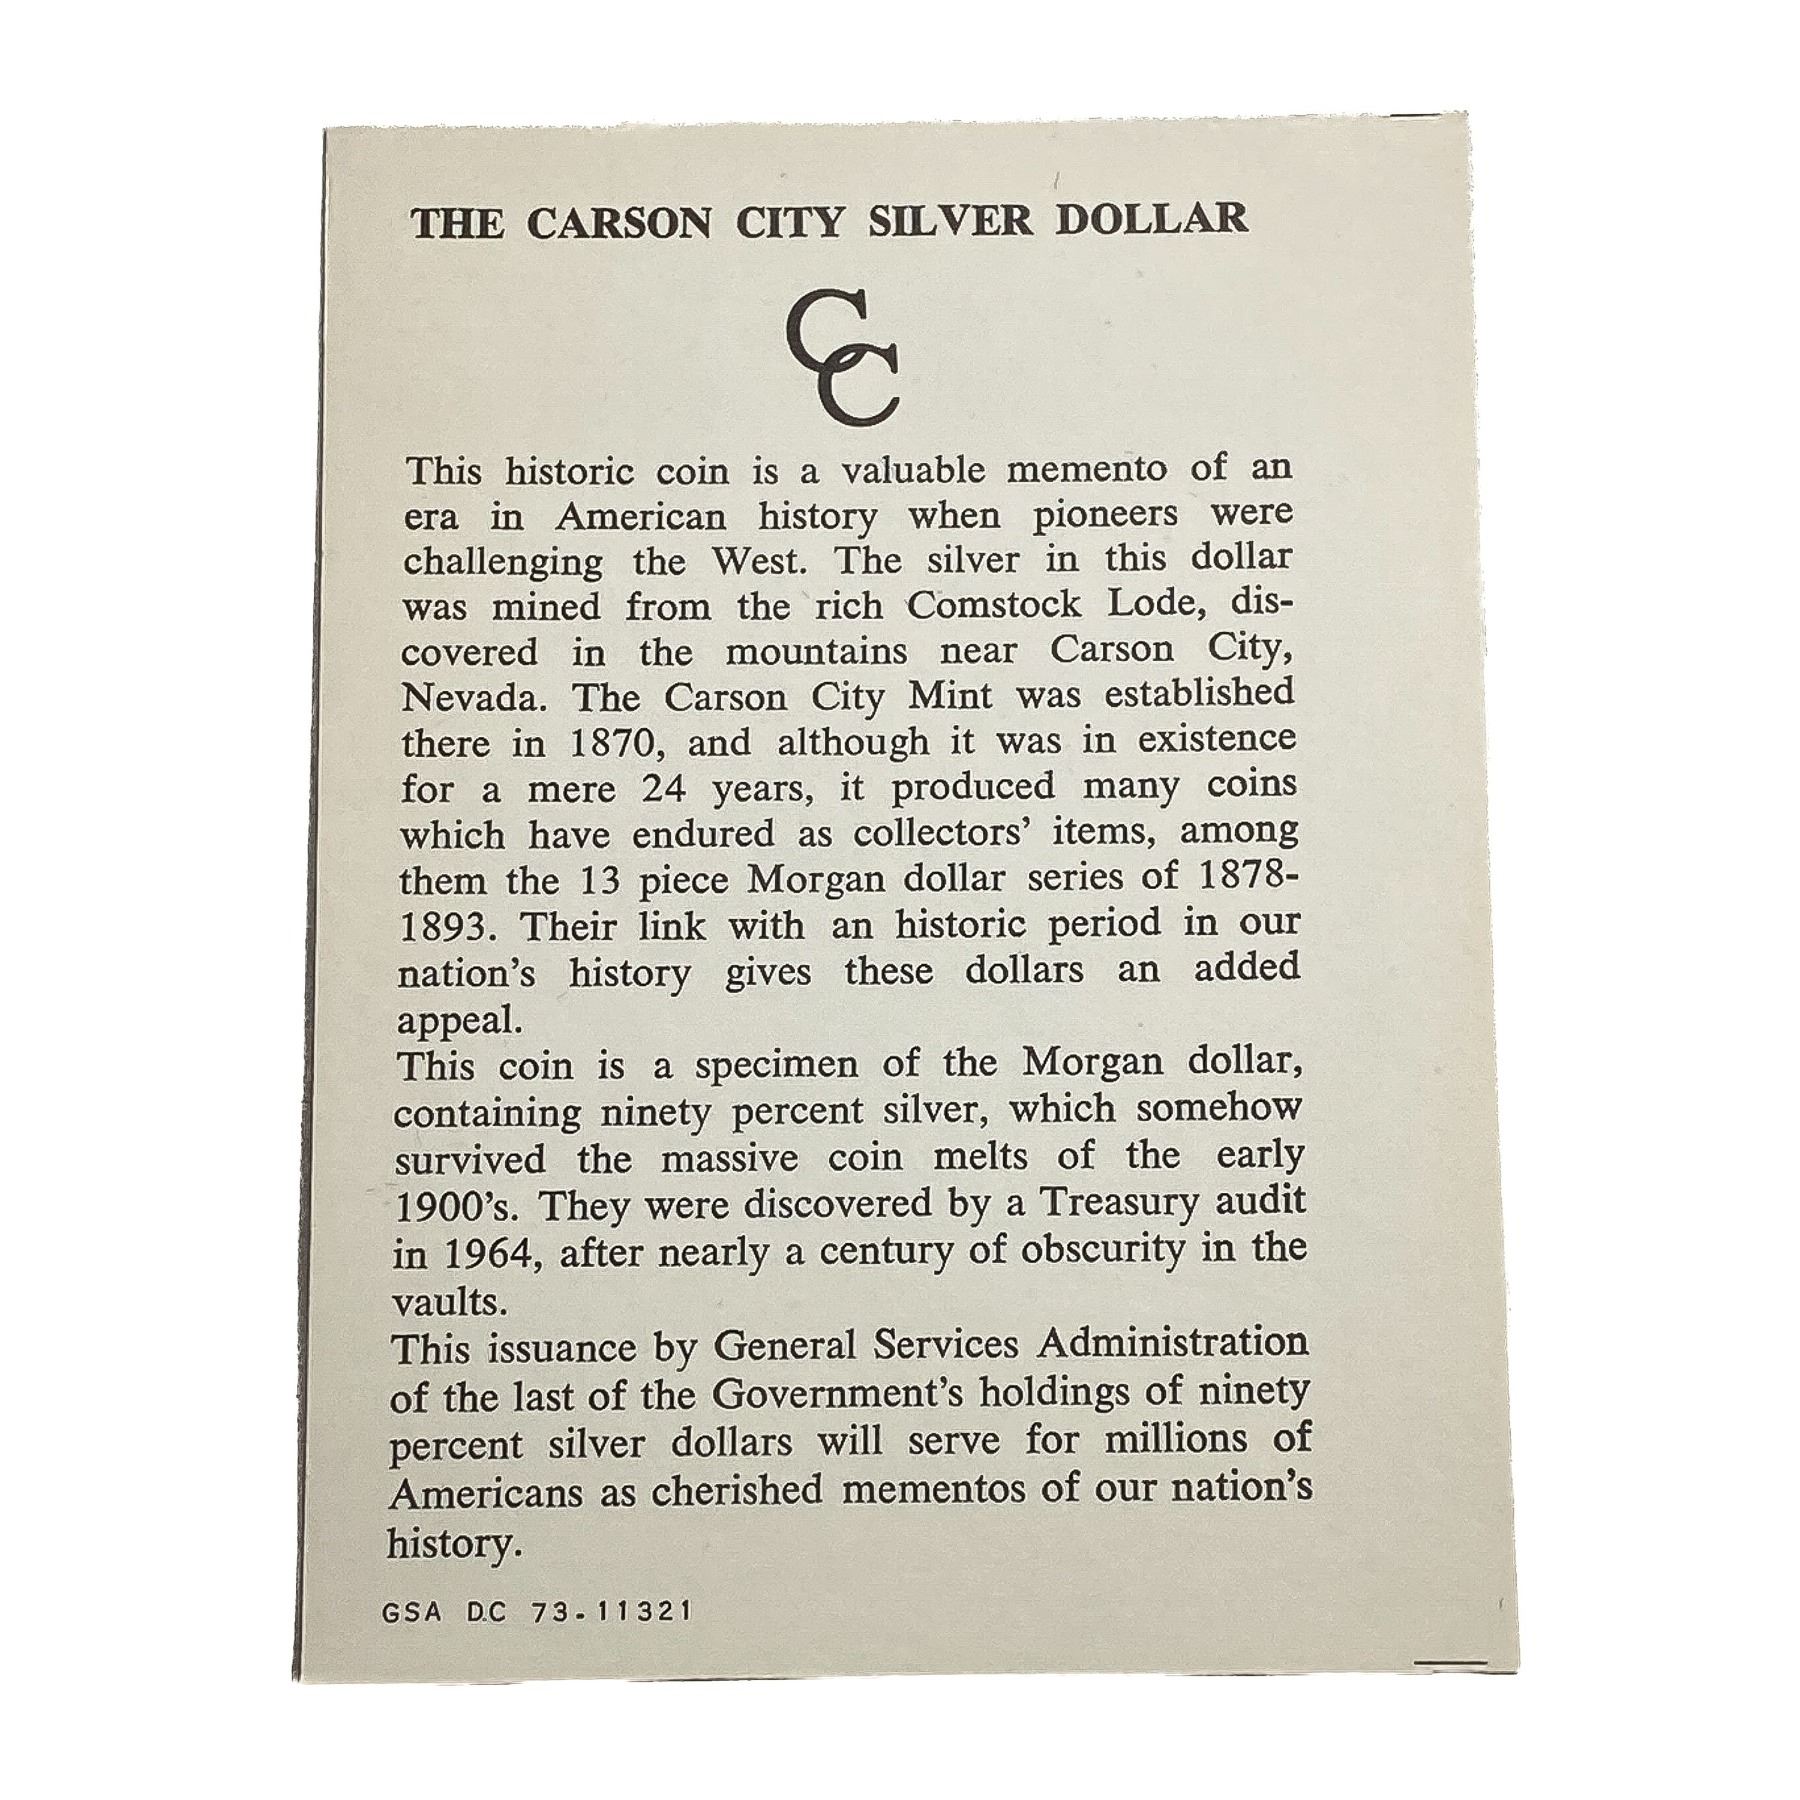 THE CARSON CITY SILVER DOLLAR
CC
This historic coin is a valuable memento of an
era in American history when pioneers were
challenging the West. The silver in this dollar
was mined from the rich Comstock Lode, dis-
covered in the mountains near Carson City,
Nevada. The Carson City Mint was established
there in 1870, and although it was in existence
for a mere 24 years, it produced many coins
which have endured as collectors' items, among
them the 13 piece Morgan dollar series of 1878-
1893. Their link with an historic period in our
nation's history gives these dollars an added
appeal.
This coin is a specimen of the Morgan dollar,
containing ninety percent silver, which somehow
survived the massive coin melts of the early
1900's. They were discovered by a Treasury audit
in 1964, after nearly a century of obscurity in the
vaults.
This issuance by General Services Administration
of the last of the Government's holdings of ninety
percent silver dollars will serve for millions of
Americans as cherished mementos of our nation's
history.
GSA D.C 73-11321